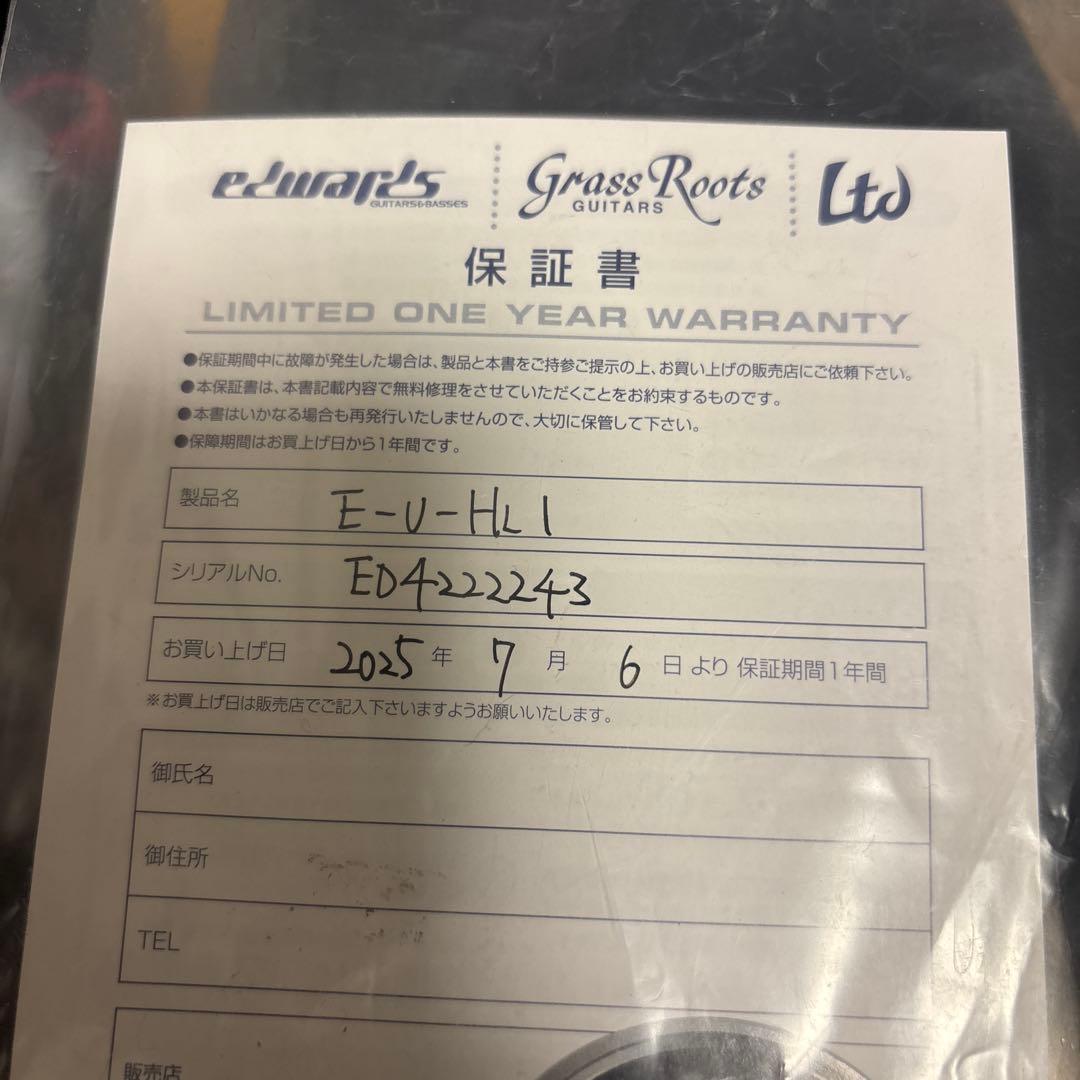 edwards GUITARS&BASSES GrassRoots GUITARS Ltd
保証書
LIMITED ONE YEAR WARRANTY
●保証期間中に故障が発生した場合は、製品と本書をご持参ご提示の上、お買い上げの販売店にご依頼下さい。
●本保証書は、本書記載内容で無料修理をさせていただくことをお約束するものです。
●本書はいかなる場合も再発行いたしませんので、大切に保管して下さい。
●保障期間はお買上げ日から1年間です。
製品名 E-U-HL1
シリアルNo. ED4222243
お買い上げ日 2025年 7月 6日より 保証期間1年間
※お買上げ日は販売店でご記入下さいますようお願いいたします。
御氏名
御住所
TEL
販売店